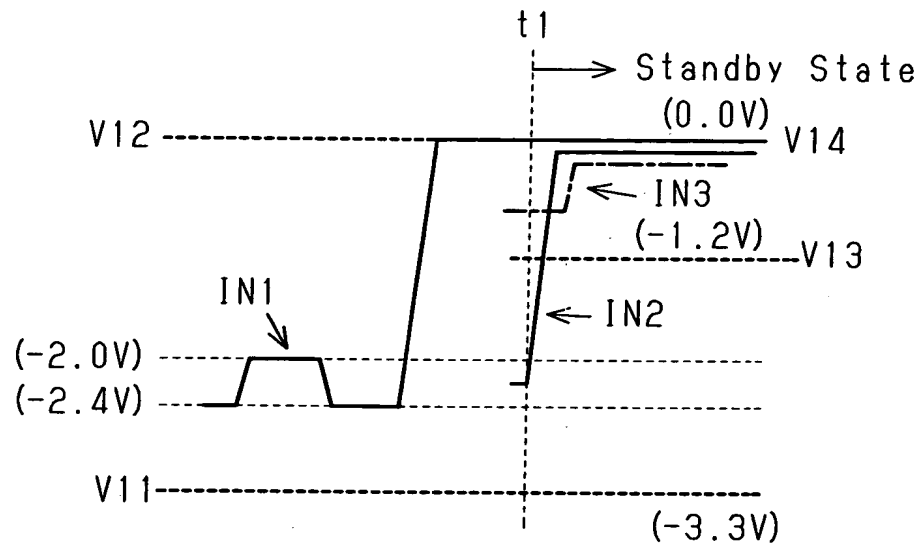 t1
Standby State
(0.0V)
V12
V14
IN3
(-1.2V)
V13
IN1
IN2
(-2.0V)
(-2.4V)
V11
(-3.3V)